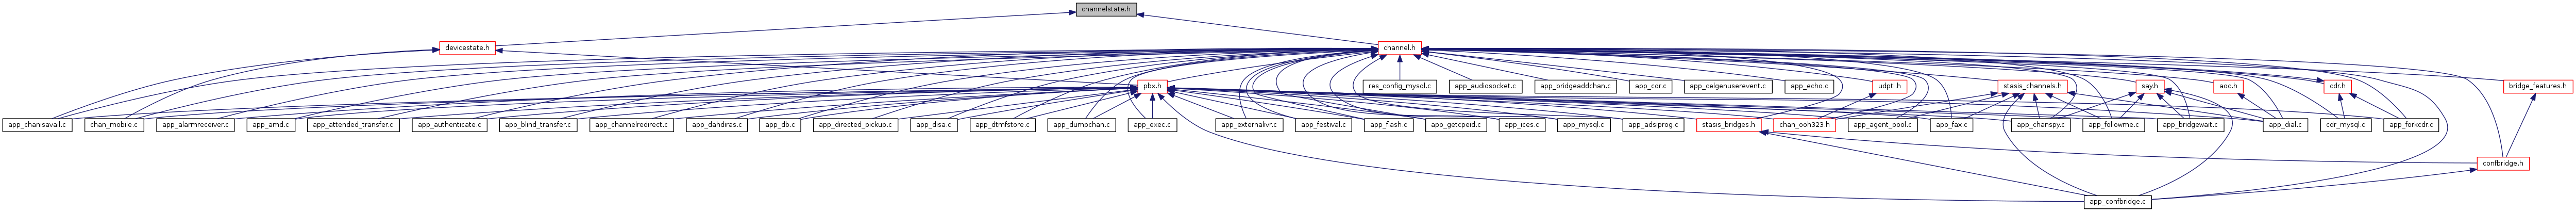 channelstate.h
devicestate.h
channel.h
pbx.h
res_config_mysql.c
app_audiosocket.c
app_bridgeaddchan.c
app_cdr.c
app_celgenuserevent.c
app_echo.c
udptl.h
stasis_channels.h
say.h
aoc.h
cdr.h
bridge_features.h
app_chanisavail.c
chan_mobile.c
app_alarmreceiver.c
app_amd.c
app_attended_transfer.c
app_authenticate.c
app_blind_transfer.c
app_channelredirect.c
app_dahdiras.c
app_db.c
app_directed_pickup.c
app_disa.c
app_dtmfstore.c
app_dumpchan.c
app_exec.c
app_externalivr.c
app_festival.c
app_flash.c
app_getcpeid.c
app_ices.c
app_mysql.c
app_adsiprog.c
stasis_bridges.h
chan_ooh323.h
app_agent_pool.c
app_fax.c
app_chanspy.c
app_followme.c
app_bridgewait.c
app_dial.c
cdr_mysql.c
app_forkcdr.c
confbridge.h
app_confbridge.c